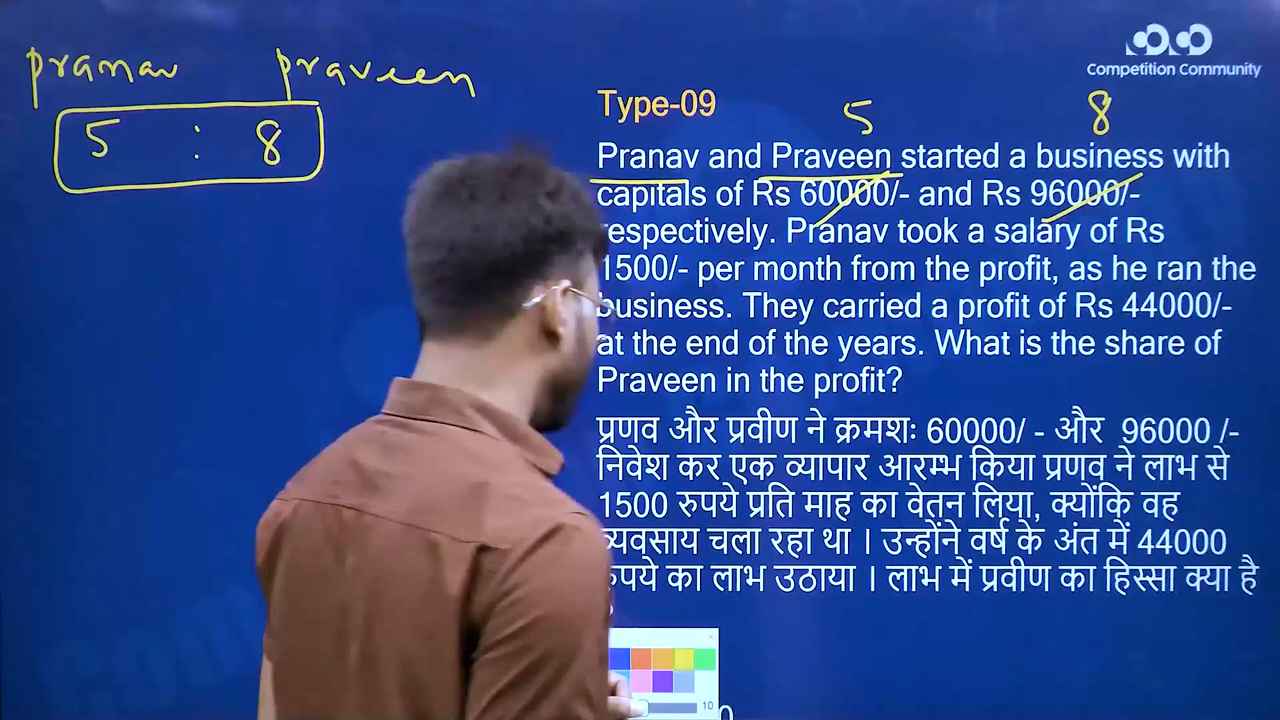 pranav praveen
5 : 8
Competition Community
Type-09
5 8
Pranav and Praveen started a business with
capitals of Rs 60000/- and Rs 96000/-
respectively. Pranav took a salary of Rs
1500/- per month from the profit, as he ran the
business. They carried a profit of Rs 44000/-
at the end of the years. What is the share of
Praveen in the profit?
प्रणव और प्रवीण ने क्रमशः 60000/ - और 96000 /-
निवेश कर एक व्यापार आरम्भ किया प्रणव ने लाभ से
1500 रुपये प्रति माह का वेतन लिया, क्योंकि वह
व्यवसाय चला रहा था । उन्होंने वर्ष के अंत में 44000
रुपये का लाभ उठाया । लाभ में प्रवीण का हिस्सा क्या है
10